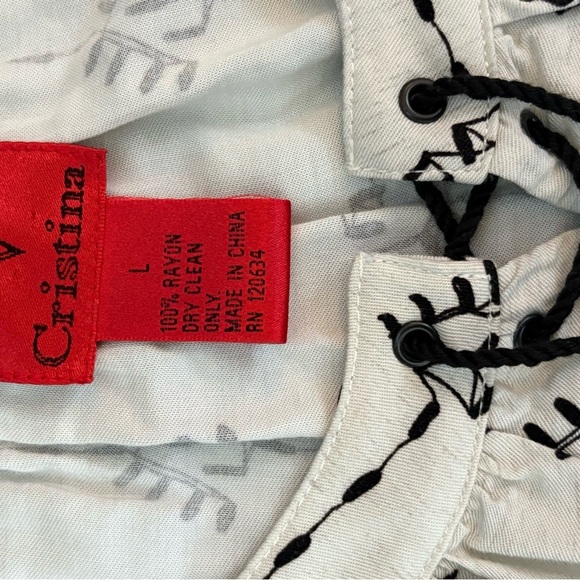 Cristina
L
100% RAYON
DRY CLEAN
ONLY.
MADE IN CHINA
RN 120634